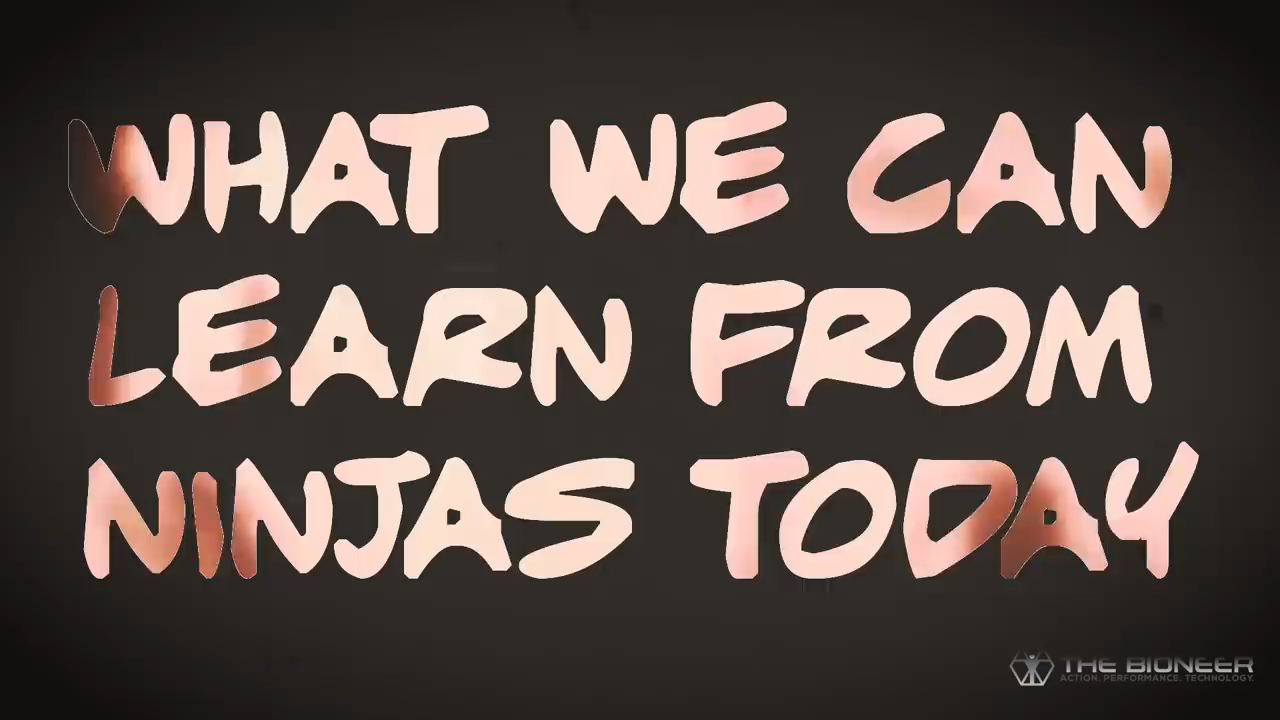 WHAT WE CAN
LEARN FROM
NINJAS TODAY
THE BIONEER
ACTION. PERFORMANCE. TECHNOLOGY.